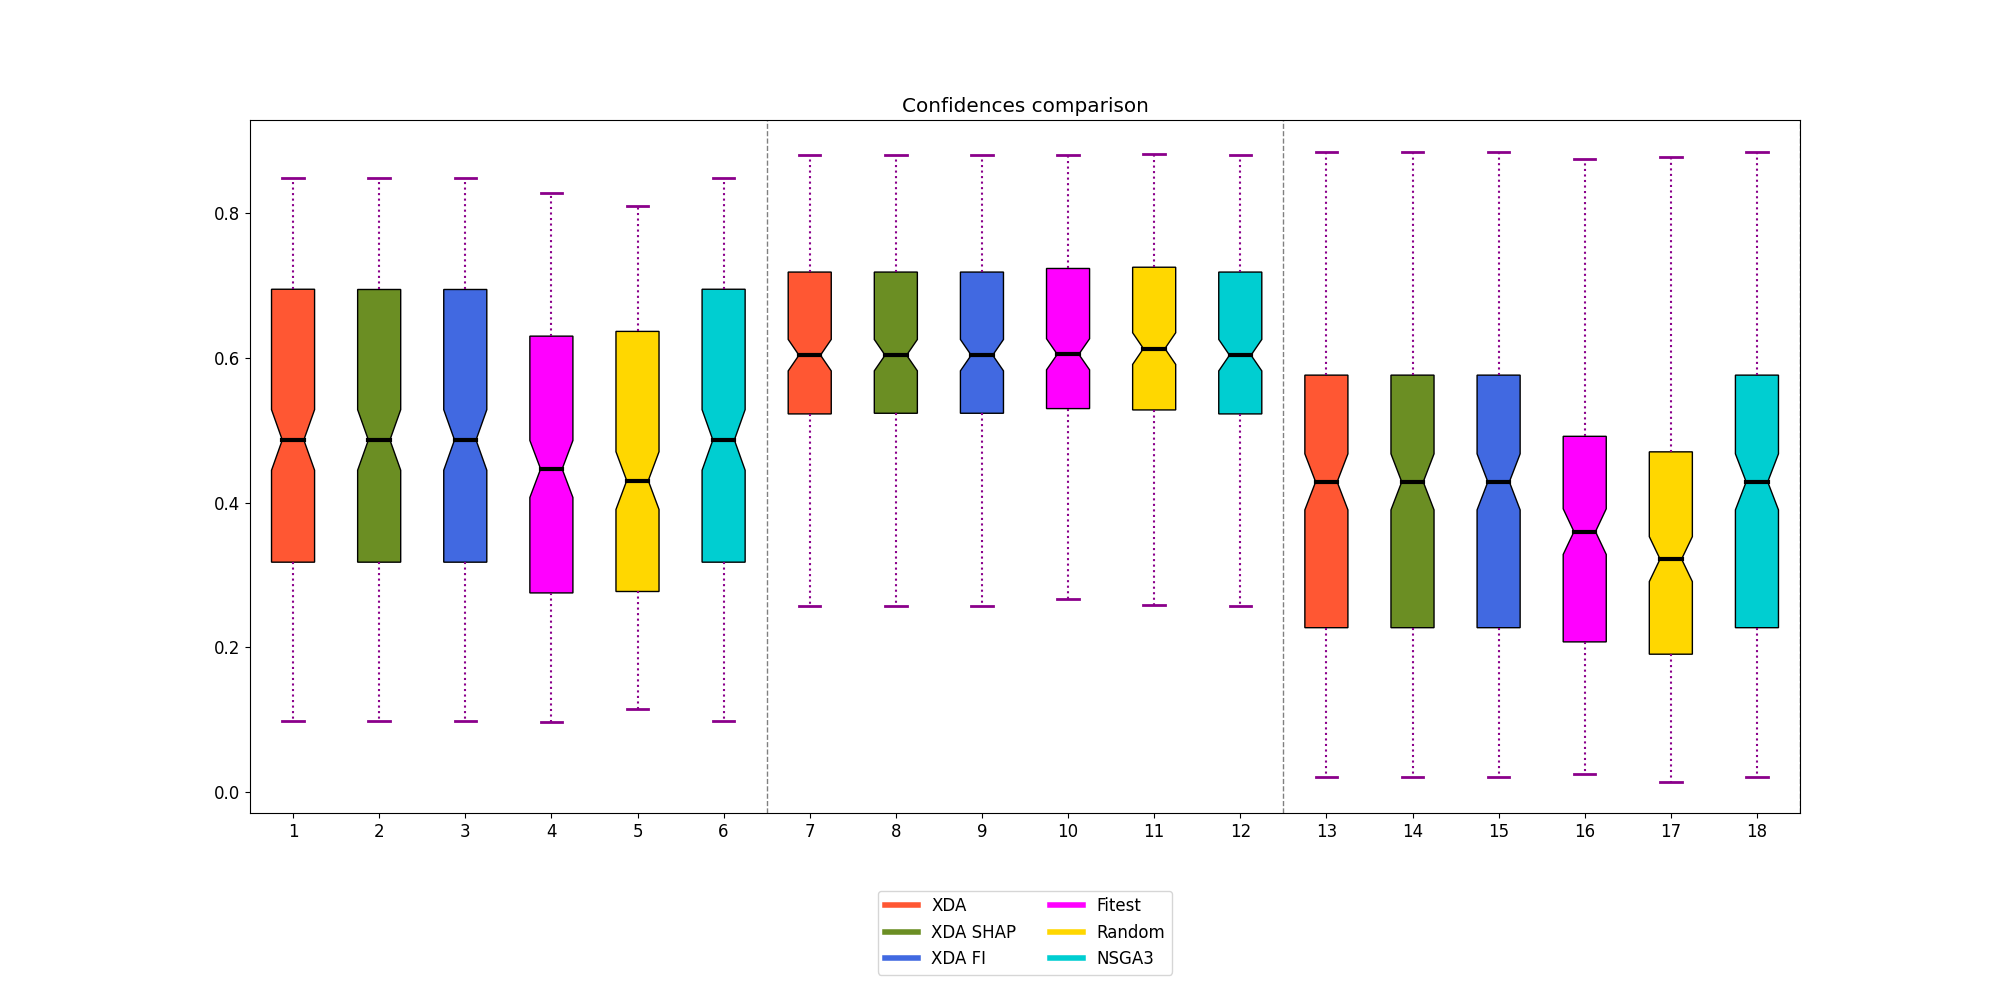 Confidences comparison
0.8
0.6
0.4
0.2
0.0
1 2 3 4 5 6 7 8 9 10 11 12 13 14 15 16 17 18
XDA Fitest
XDA SHAP Random
XDA FI NSGA3